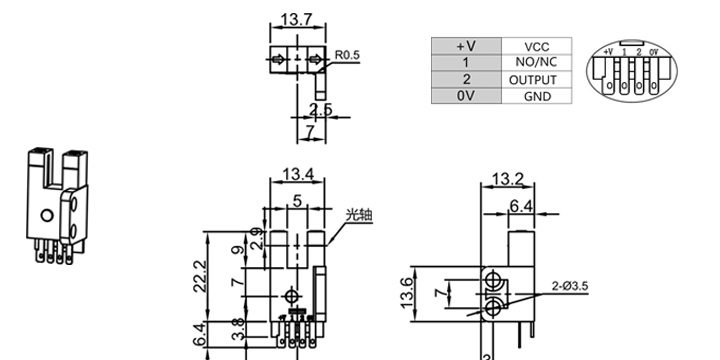 13.7
R0.5
2.5
7
+V VCC
1 NO/NC
2 OUTPUT
0V GND
+V 1 2 0V
13.4
5
光轴
2.9
9
22.2
7
3.8
6.4
13.2
6.4
13.6
7
2-Ø3.5
3